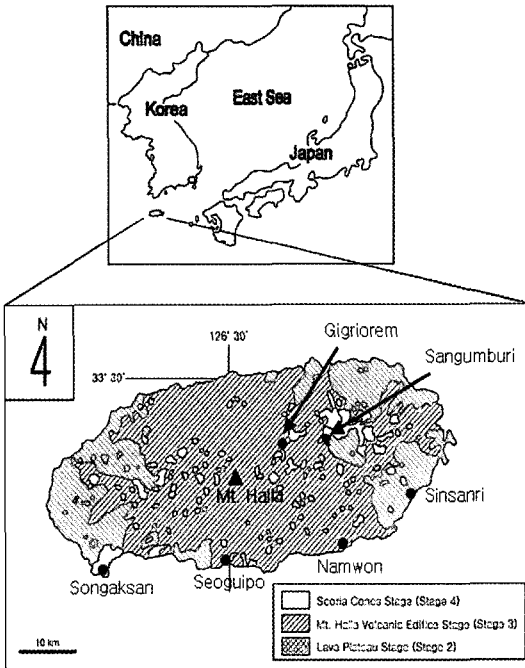 China
Korea
East Sea
Japan
N
126° 30'
33° 30'
Gigriorem
Sangumburi
Mt. Halla
Sinsanri
Namwon
Seoguipo
Songaksan
10 km
Scoria Cones Stage (Stage 4)
Mt. Halla Volcanic Edifice Stage (Stage 3)
Lava Plateau Stage (Stage 2)